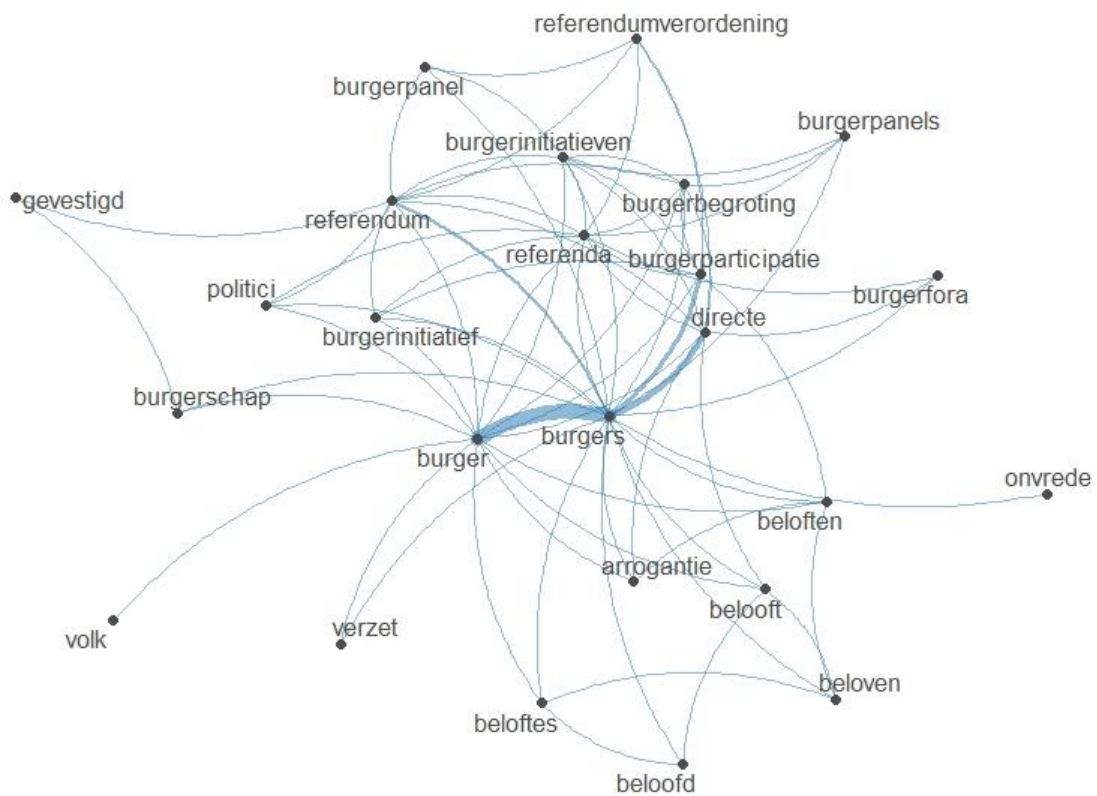 referendumverordening
burgerpanel
burgerpanels
burgerinitiatieven
gevestigd
burgerbegroting
referendum
referenda
burgerparticipatie
politici
burgerfora
directe
burgerinitiatief
burgerschap
burgers
burger
onvrede
beloften
arrogantie
belooft
verzet
volk
beloven
beloftes
beloofd